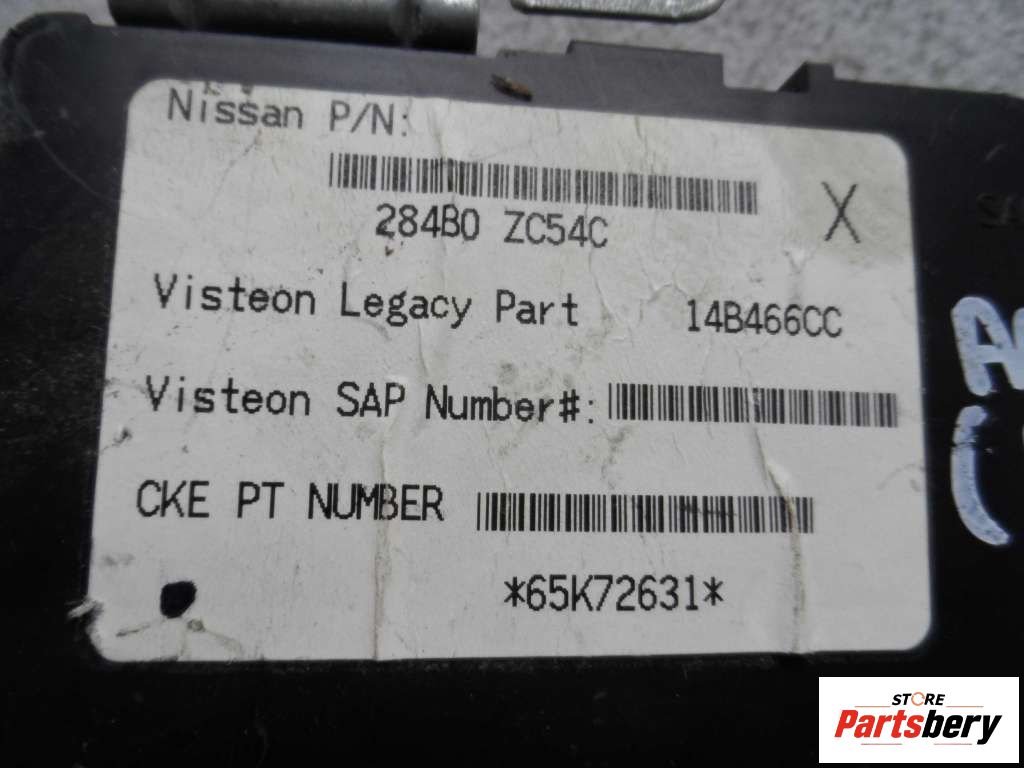 Nissan P/N:
284B0 ZC54C
X
Visteon Legacy Part 14B466CC
Visteon SAP Number#:
CKE PT NUMBER
*65K72631*
STORE
Partsbery